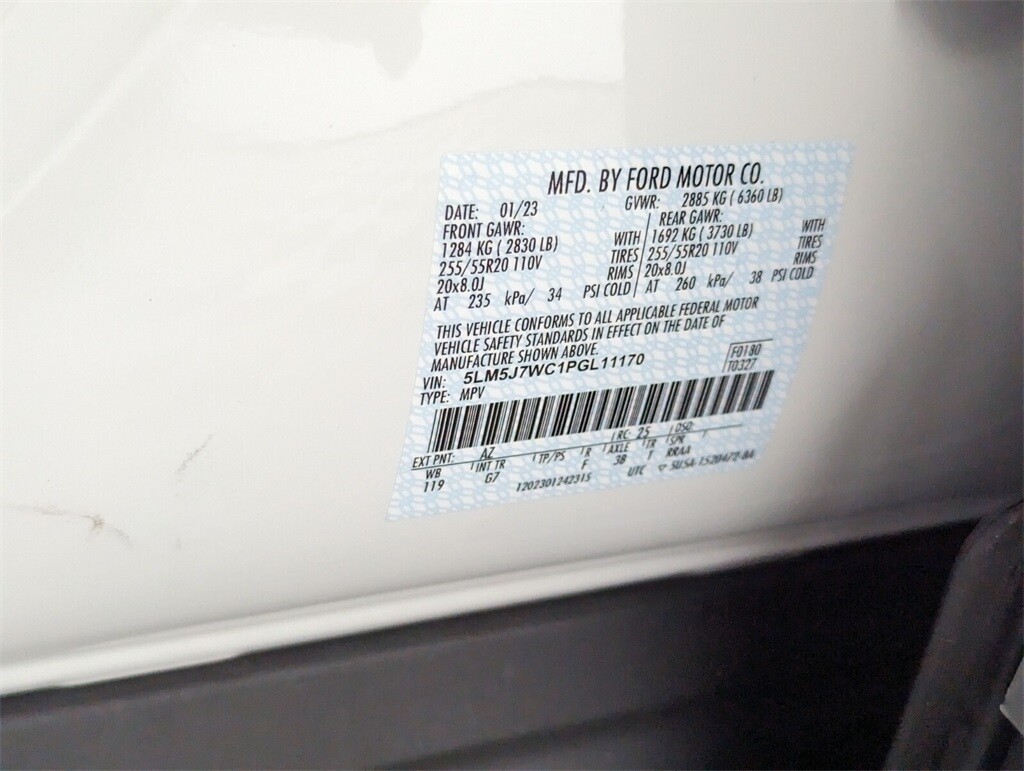 MFD. BY FORD MOTOR CO.
DATE: 01/23 GVWR: 2885 KG ( 6360 LB)
FRONT GAWR: REAR GAWR:
1284 KG ( 2830 LB) WITH 1692 KG ( 3730 LB) WITH
255/55R20 110V TIRES 255/55R20 110V TIRES
20x8.0J RIMS 20x8.0J RIMS
AT 235 kPa/ 34 PSI COLD AT 260 kPa/ 38 PSI COLD
THIS VEHICLE CONFORMS TO ALL APPLICABLE FEDERAL MOTOR
VEHICLE SAFETY STANDARDS IN EFFECT ON THE DATE OF
MANUFACTURE SHOWN ABOVE.
VIN: 5LM5J7WC1PGL11170 F0180
TYPE: MPV T0327
EXT PNT: AZ RC: 25 DSO:
WB INT TR TP/PS R AXLE TR SPR
119 G7 F 38 T RRAA
1202301242315 UTC